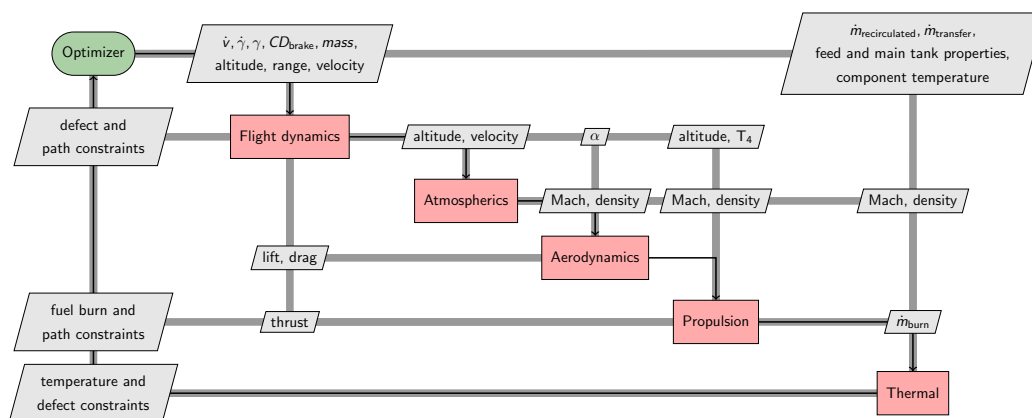 Optimizer
v̇, γ̇, γ, CD_brake, mass,
altitude, range, velocity
ṁ_recirculated, ṁ_transfer,
feed and main tank properties,
component temperature
defect and
path constraints
Flight dynamics
altitude, velocity
α
altitude, T₄
Atmospherics
Mach, density
Mach, density
Mach, density
lift, drag
Aerodynamics
fuel burn and
path constraints
thrust
Propulsion
ṁ_burn
temperature and
defect constraints
Thermal